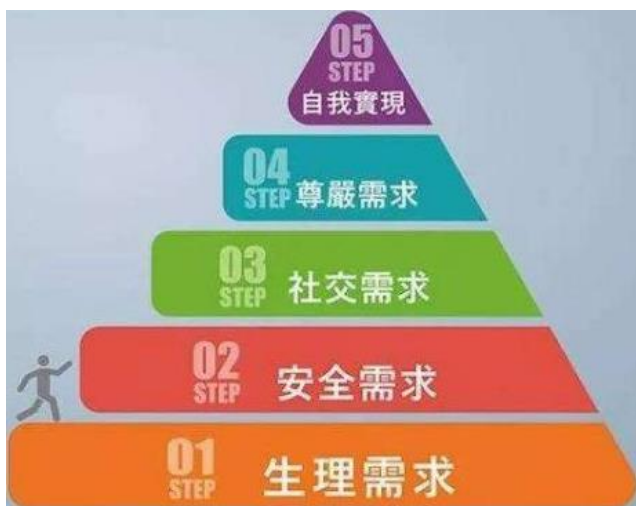 05
STEP
自我實現
04
STEP 尊嚴需求
03
STEP 社交需求
02
STEP 安全需求
01
STEP 生理需求